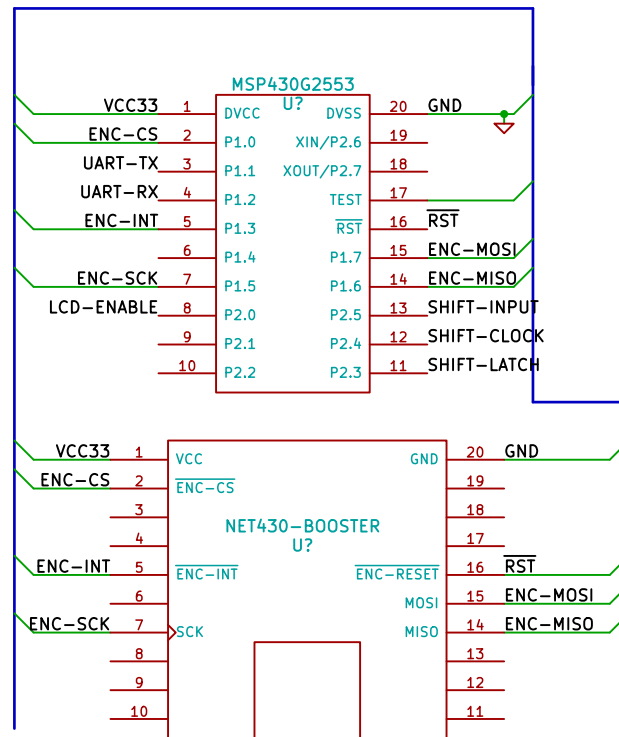 MSP430G2553
U?
VCC33 1 DVCC DVSS 20 GND
ENC-CS 2 P1.0 XIN/P2.6 19
UART-TX 3 P1.1 XOUT/P2.7 18
UART-RX 4 P1.2 TEST 17
ENC-INT 5 P1.3 RST 16 RST
6 P1.4 P1.7 15 ENC-MOSI
ENC-SCK 7 P1.5 P1.6 14 ENC-MISO
LCD-ENABLE 8 P2.0 P2.5 13 SHIFT-INPUT
9 P2.1 P2.4 12 SHIFT-CLOCK
10 P2.2 P2.3 11 SHIFT-LATCH
VCC33 1 VCC GND 20 GND
ENC-CS 2 ENC-CS 19
3 18
NET430-BOOSTER
4 U? 17
ENC-INT 5 ENC-INT ENC-RESET 16 RST
6 MOSI 15 ENC-MOSI
ENC-SCK 7 SCK MISO 14 ENC-MISO
8 13
9 12
10 11